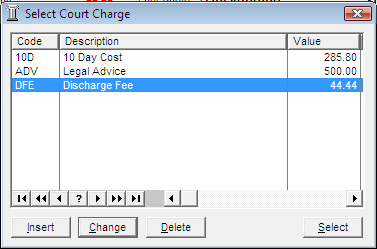 Select Court Charge
Code Description Value
10D 10 Day Cost 285.80
ADV Legal Advice 500.00
DFE Discharge Fee 44.44
?
Insert Change Delete Select